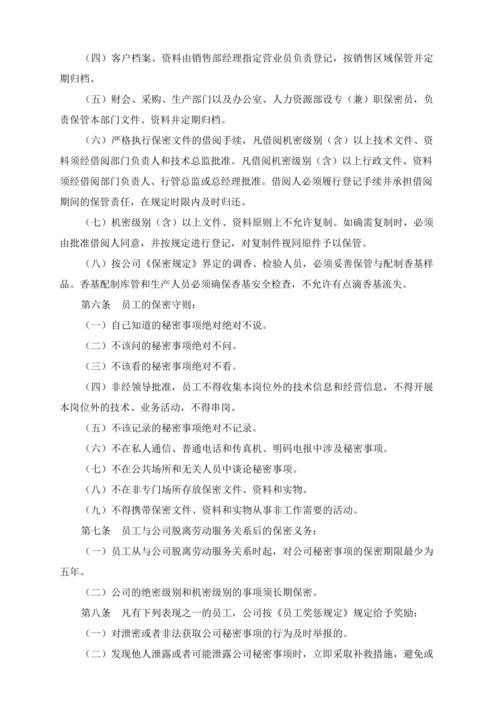 （四）客户档案、资料由销售部经理指定营业员负责登记，按销售区域保管并定
期归档。
（五）财会、采购、生产部门以及办公室、人力资源部设专（兼）职保密员，负
责保管本部门文件、资料并定期归档。
（六）严格执行保密文件的借阅手续，凡借阅机密级别（含）以上技术文件、资
料须经借阅部门负责人和技术总监批准。凡借阅机密级别（含）以上行政文件、资料
须经借阅部门负责人、行管总监或总经理批准。借阅人必须履行登记手续并承担借阅
期间的保管责任，在规定时限内及时归还。
（七）机密级别（含）以上文件、资料原则上不允许复制。如确需复制时，必须
由批准借阅人同意，并按规定进行登记，对复制件视同原件予以保管。
（八）按公司《保密规定》界定的调香、检验人员，必须妥善保管与配制香基样
品。香基配制库管和生产人员必须确保香基安全检查，不允许有点滴香基流失。
第六条　员工的保密守则：
（一）自己知道的秘密事项绝对绝对不说。
（二）不该问的秘密事项绝对不问。
（三）不该看的秘密事项绝对不看。
（四）非经领导批准，员工不得收集本岗位外的技术信息和经营信息，不得开展
本岗位外的技术、业务活动，不得串岗。
（五）不该记录的秘密事项绝对不记录。
（六）不在私人通信、普通电话和传真机、明码电报中涉及秘密事项。
（七）不在公共场所和无关人员中谈论秘密事项。
（八）不在非专门场所存放保密文件、资料和实物。
（九）不得携带保密文件、资料和实物从事非工作需要的活动。
第七条　员工与公司脱离劳动服务关系后的保密义务：
（一）员工从与公司脱离劳动服务关系时起，对公司秘密事项的保密期限最少为
五年。
（二）公司的绝密级别和机密级别的事项须长期保密。
第八条　凡有下列表现之一的员工，公司按《员工奖惩规定》规定给予奖励：
（一）对泄密或者非法获取公司秘密事项的行为及时举报的。
（二）发现他人泄露或者可能泄露公司秘密事项时，立即采取补救措施，避免或